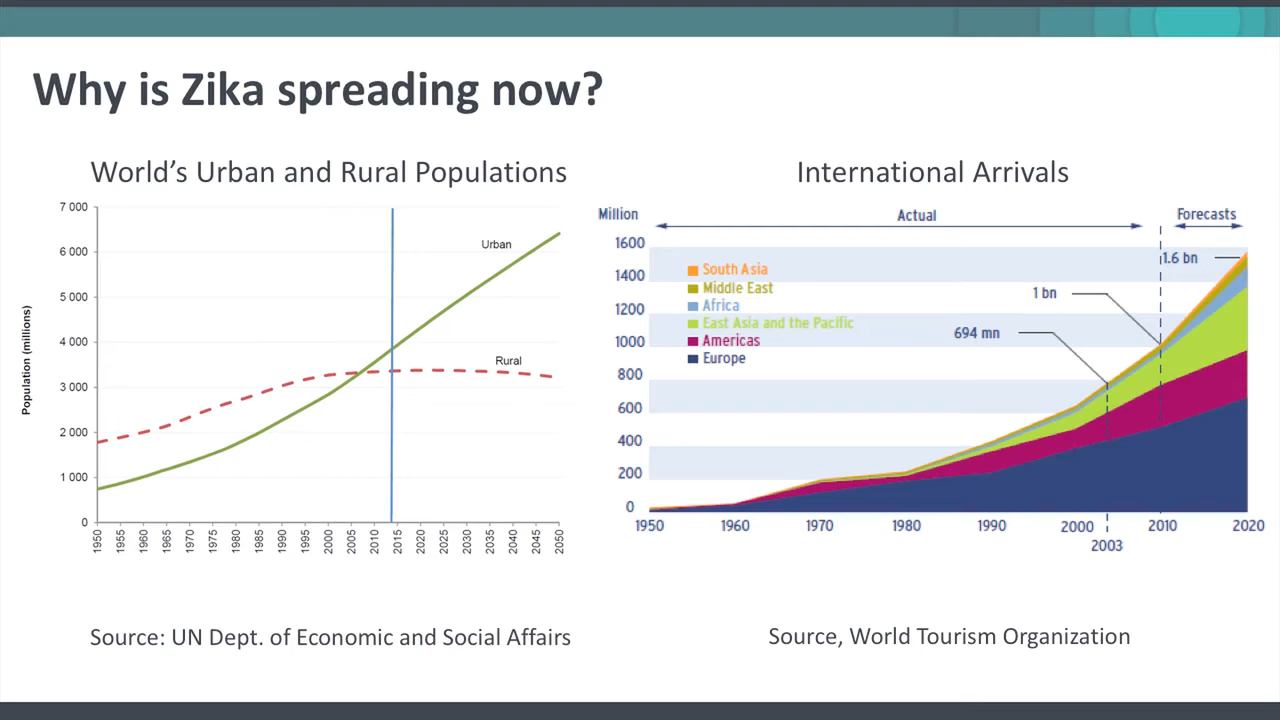 Why is Zika spreading now?
World's Urban and Rural Populations
7 000
6 000
5 000
4 000
3 000
2 000
1 000
0
Population (millions)
Urban
Rural
1950 1955 1960 1965 1970 1975 1980 1985 1990 1995 2000 2005 2010 2015 2020 2025 2030 2035 2040 2045 2050
Source: UN Dept. of Economic and Social Affairs
International Arrivals
Million
Actual
Forecasts
1600
1400
1200
1000
800
600
400
200
0
South Asia
Middle East
Africa
East Asia and the Pacific
Americas
Europe
694 mn
1 bn
1.6 bn
1950 1960 1970 1980 1990 2000 2010 2020
2003
Source, World Tourism Organization